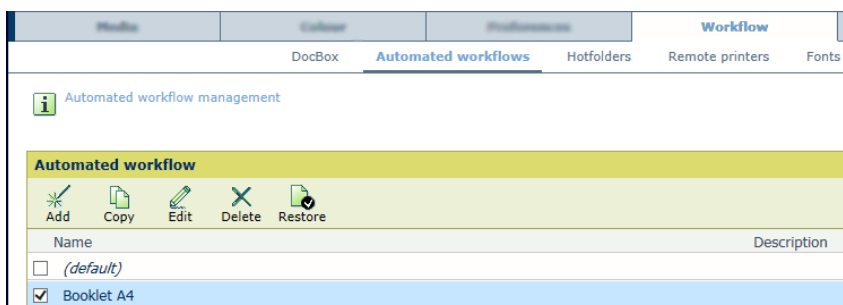 Workflow
DocBox Automated workflows Hotfolders Remote printers Fonts
Automated workflow management
Automated workflow
Add Copy Edit Delete Restore
Name Description
(default)
Booklet A4